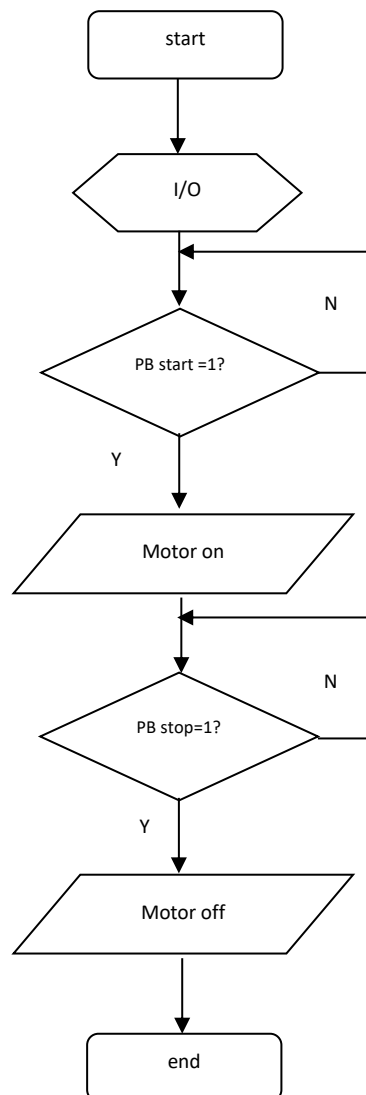 start
I/O
N
PB start =1?
Y
Motor on
N
PB stop=1?
Y
Motor off
end